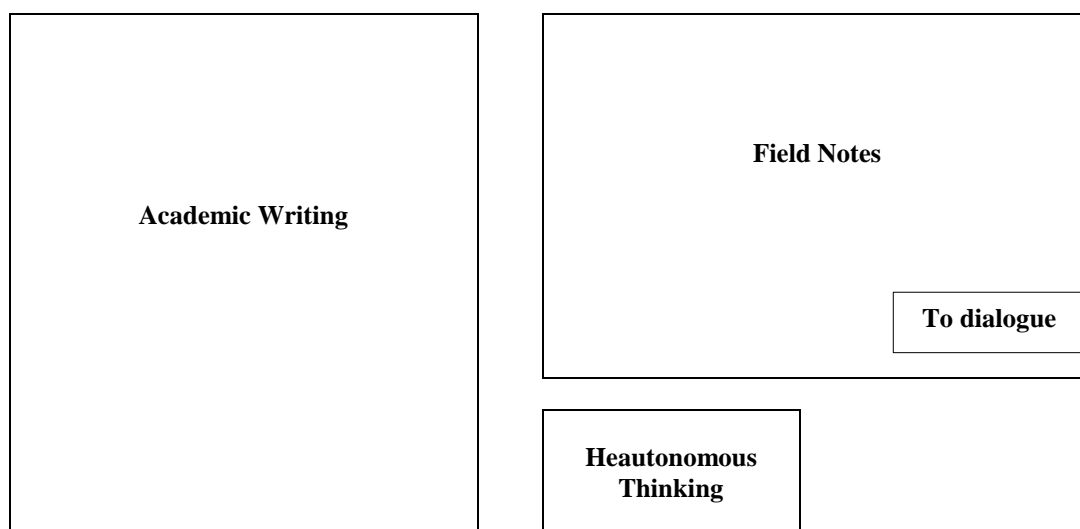 Academic Writing
Field Notes
To dialogue
Heautonomous
Thinking